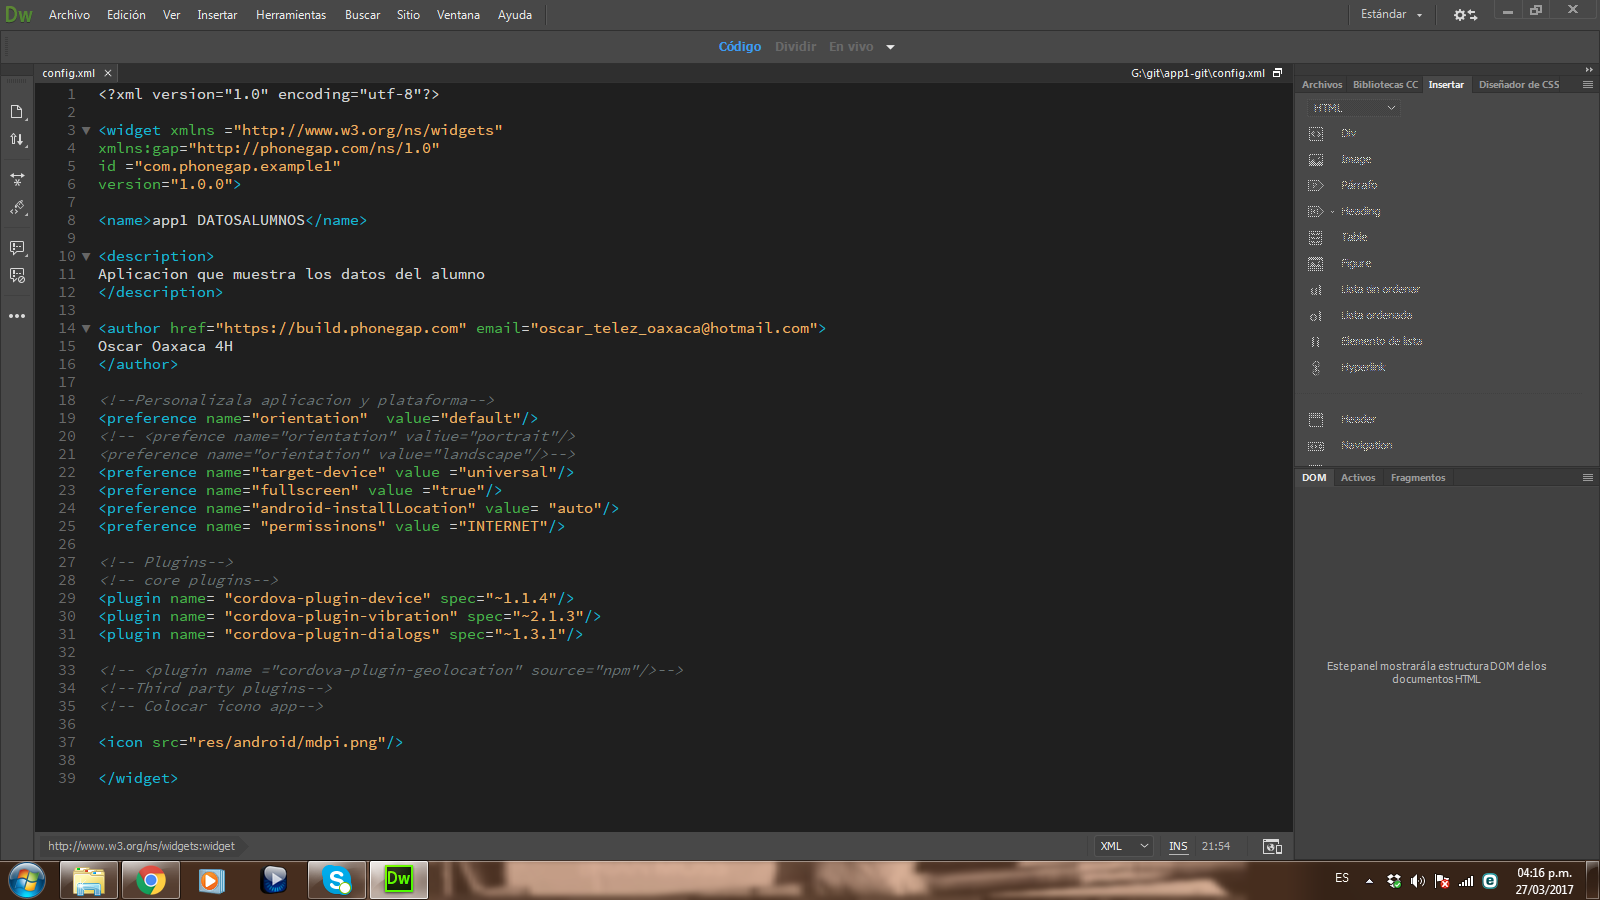 Dw Archivo Edición Ver Insertar Herramientas Buscar Sitio Ventana Ayuda Estándar
Código Dividir En vivo
config.xml G:\git\app1-git\config.xml
1 <?xml version="1.0" encoding="utf-8"?>
2
3 <widget xmlns ="http://www.w3.org/ns/widgets"
4 xmlns:gap="http://phonegap.com/ns/1.0"
5 id ="com.phonegap.example1"
6 version="1.0.0">
7
8 <name>app1 DATOSALUMNOS</name>
9
10 <description>
11 Aplicacion que muestra los datos del alumno
12 </description>
13
14 <author href="https://build.phonegap.com" email="oscar_telez_oaxaca@hotmail.com">
15 Oscar Oaxaca 4H
16 </author>
17
18 <!--Personalizala aplicacion y plataforma-->
19 <preference name="orientation"  value="default"/>
20 <!-- <prefence name="orientation" valiue="portrait"/>
21 <preference name="orientation" value="landscape"/>-->
22 <preference name="target-device" value ="universal"/>
23 <preference name="fullscreen" value ="true"/>
24 <preference name="android-installLocation" value= "auto"/>
25 <preference name= "permissinons" value ="INTERNET"/>
26
27 <!-- Plugins-->
28 <!-- core plugins-->
29 <plugin name= "cordova-plugin-device" spec="~1.1.4"/>
30 <plugin name= "cordova-plugin-vibration" spec="~2.1.3"/>
31 <plugin name= "cordova-plugin-dialogs" spec="~1.3.1"/>
32
33 <!-- <plugin name ="cordova-plugin-geolocation" source="npm"/>-->
34 <!--Third party plugins-->
35 <!-- Colocar icono app-->
36
37 <icon src="res/android/mdpi.png"/>
38
39 </widget>
Archivos Bibliotecas CC Insertar Diseñador de CSS
HTML
Div
Image
Párrafo
Heading
Table
Figure
ul Lista sin ordenar
ol Lista ordenada
li Elemento de lista
Hyperlink
Header
Navigation
DOM Activos Fragmentos
Este panel mostrará la estructura DOM de los
documentos HTML
http://www.w3.org/ns/widgets:widget XML INS 21:54
Dw ES 04:16 p.m.
27/03/2017